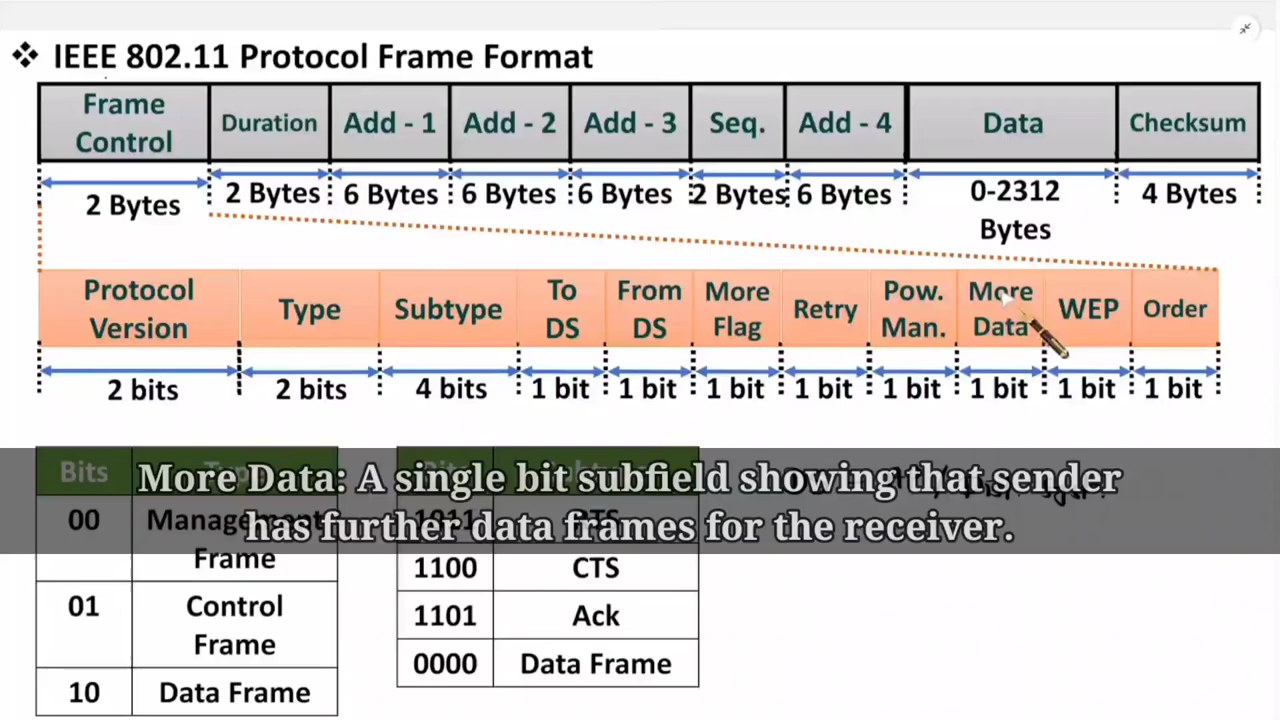 ❖ IEEE 802.11 Protocol Frame Format
Frame Control Duration Add - 1 Add - 2 Add - 3 Seq. Add - 4 Data Checksum
2 Bytes 2 Bytes 6 Bytes 6 Bytes 6 Bytes 2 Bytes 6 Bytes 0-2312 Bytes 4 Bytes
Protocol Version Type Subtype To DS From DS More Flag Retry Pow. Man. More Data WEP Order
2 bits 2 bits 4 bits 1 bit 1 bit 1 bit 1 bit 1 bit 1 bit 1 bit 1 bit
Bits
More Data: A single bit subfield showing that sender
has further data frames for the receiver.
00 Management Frame
01 Control Frame
10 Data Frame
1011 RTS
1100 CTS
1101 Ack
0000 Data Frame